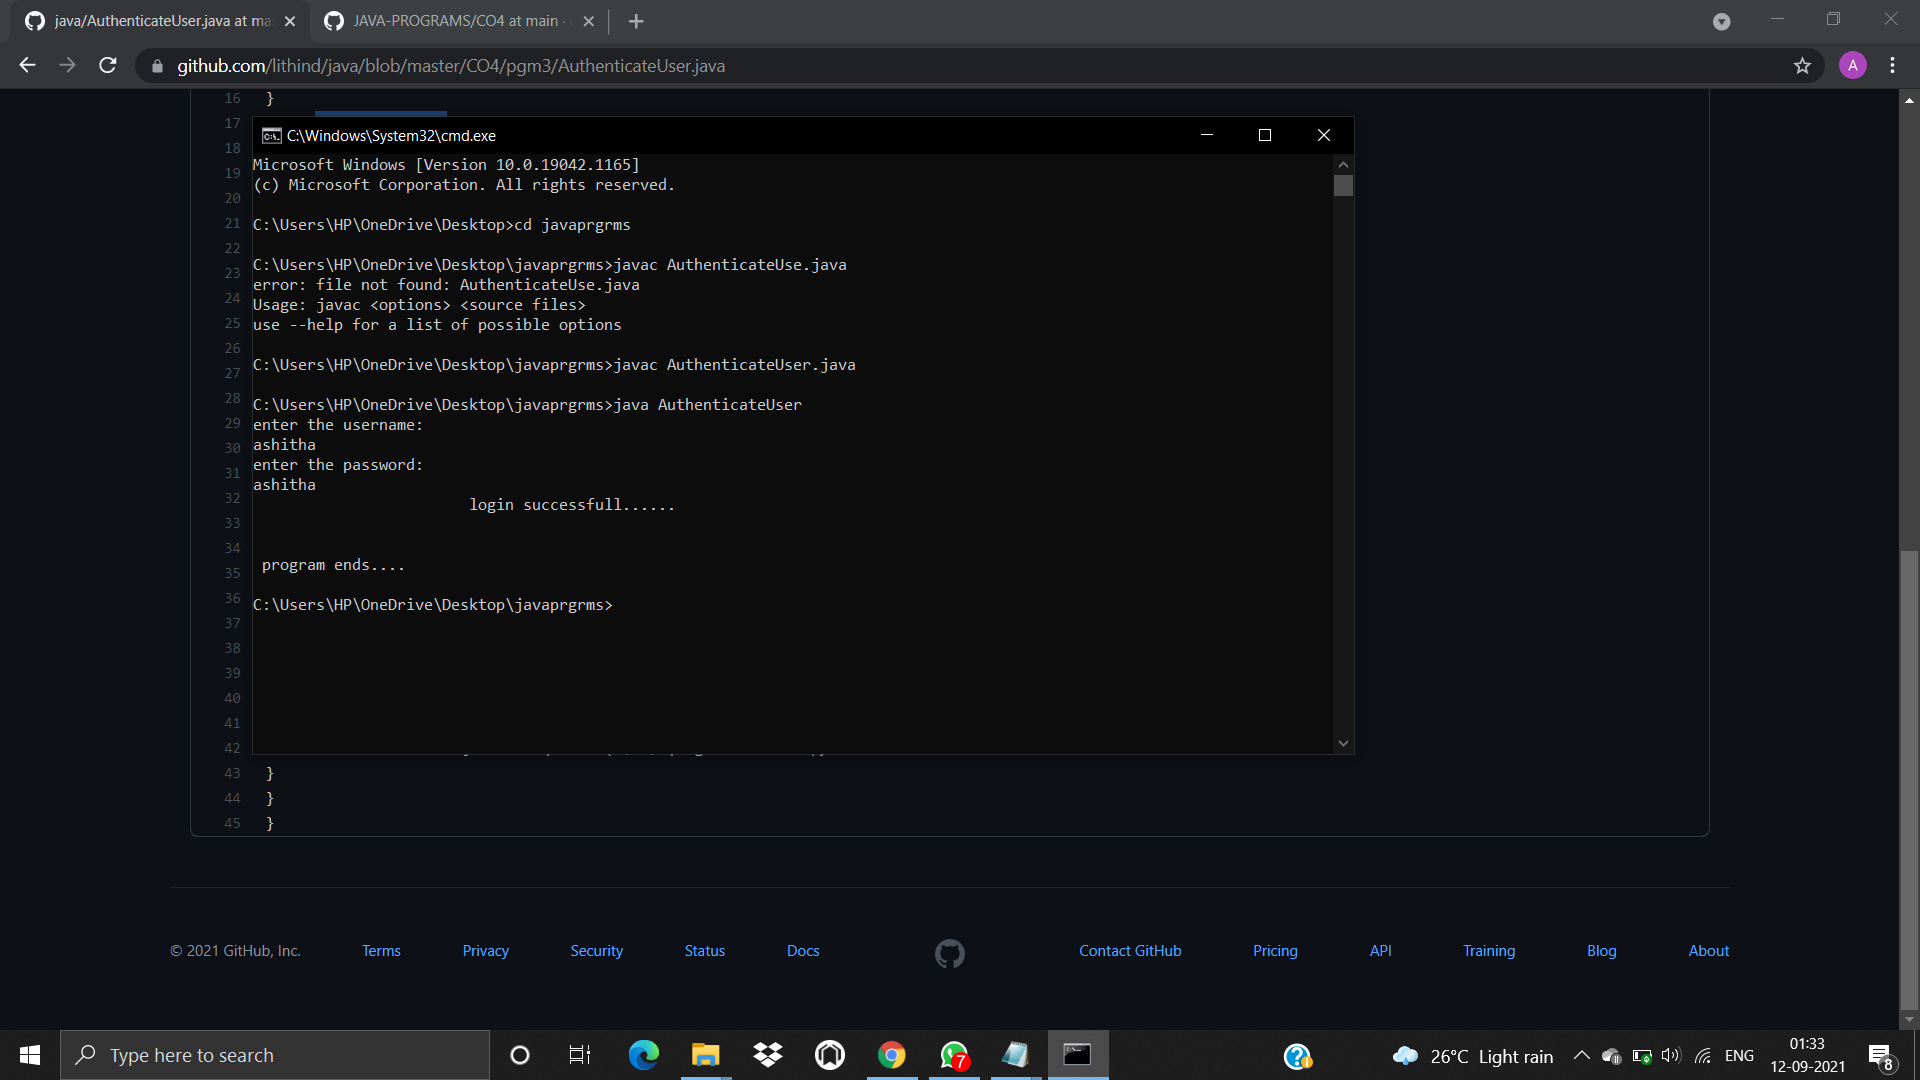 java/AuthenticateUser.java at ma
JAVA-PROGRAMS/CO4 at main ·
github.com/lithind/java/blob/master/CO4/pgm3/AuthenticateUser.java
A
16 }
17
C:\Windows\System32\cmd.exe
18
Microsoft Windows [Version 10.0.19042.1165]
19
(c) Microsoft Corporation. All rights reserved.
20
21
C:\Users\HP\OneDrive\Desktop>cd javaprgrms
22
23
C:\Users\HP\OneDrive\Desktop\javaprgrms>javac AuthenticateUse.java
error: file not found: AuthenticateUse.java
24
Usage: javac <options> <source files>
25
use --help for a list of possible options
26
27
C:\Users\HP\OneDrive\Desktop\javaprgrms>javac AuthenticateUser.java
28
C:\Users\HP\OneDrive\Desktop\javaprgrms>java AuthenticateUser
29
enter the username:
30
ashitha
31
enter the password:
ashitha
32
login successfull......
33
34
35
program ends....
36
C:\Users\HP\OneDrive\Desktop\javaprgrms>
37
38
39
40
41
42
43 }
44 }
45 }
© 2021 GitHub, Inc. Terms Privacy Security Status Docs Contact GitHub Pricing API Training Blog About
Type here to search
7
26°C Light rain
ENG
01:33
12-09-2021
8